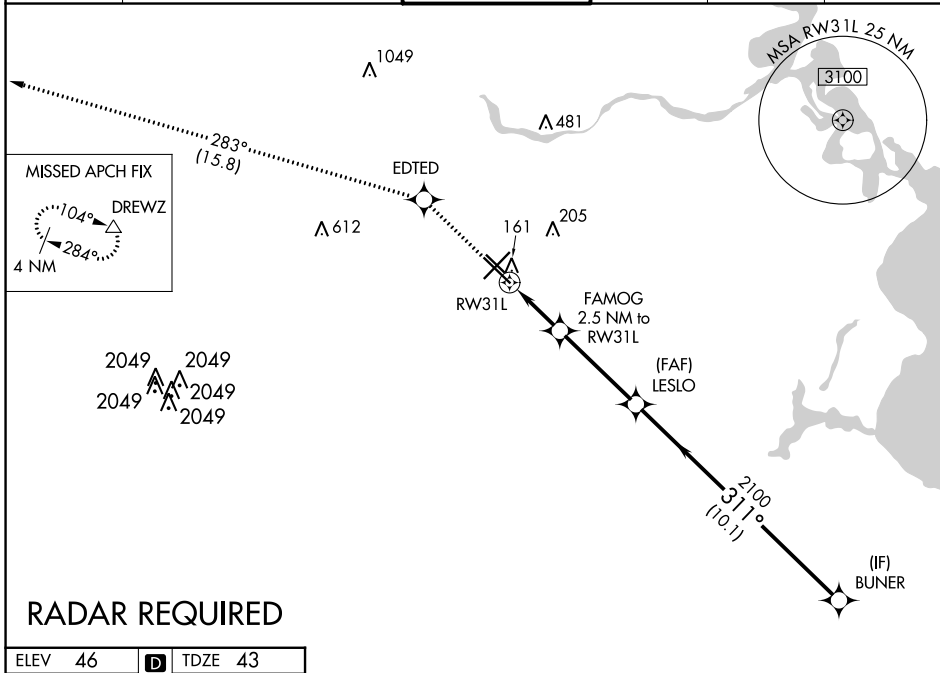 MSA RW31L 25 NM
3100
1049
481
283°
(15.8)
EDTED
MISSED APCH FIX
104°
DREWZ
284°
4 NM
612
161
205
RW31L
FAMOG
2.5 NM to
RW31L
(FAF)
LESLO
2049
2049
2049
2049
2049
2100
311°
(10.1)
(IF)
BUNER
RADAR REQUIRED
ELEV 46 D TDZE 43